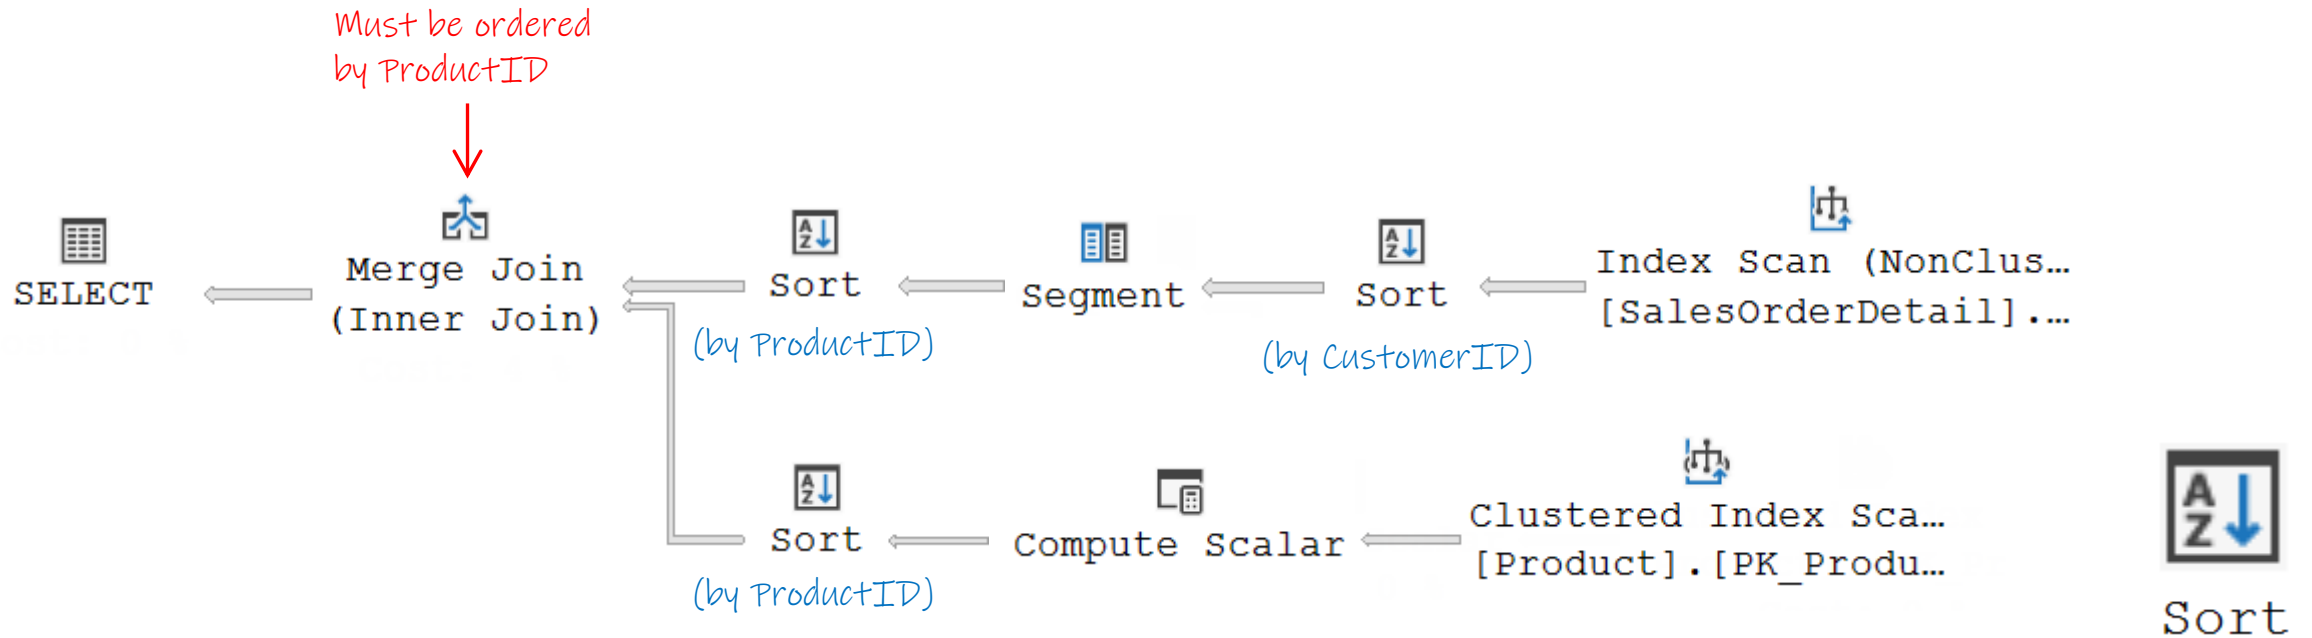 Must be ordered
by ProductID
SELECT
Merge Join
(Inner Join)
Sort
(by ProductID)
Segment
Sort
(by CustomerID)
Index Scan (NonClus...
[SalesOrderDetail]....
Sort
(by ProductID)
Compute Scalar
Clustered Index Sca...
[Product].[PK_Produ...
A
Z
Sort